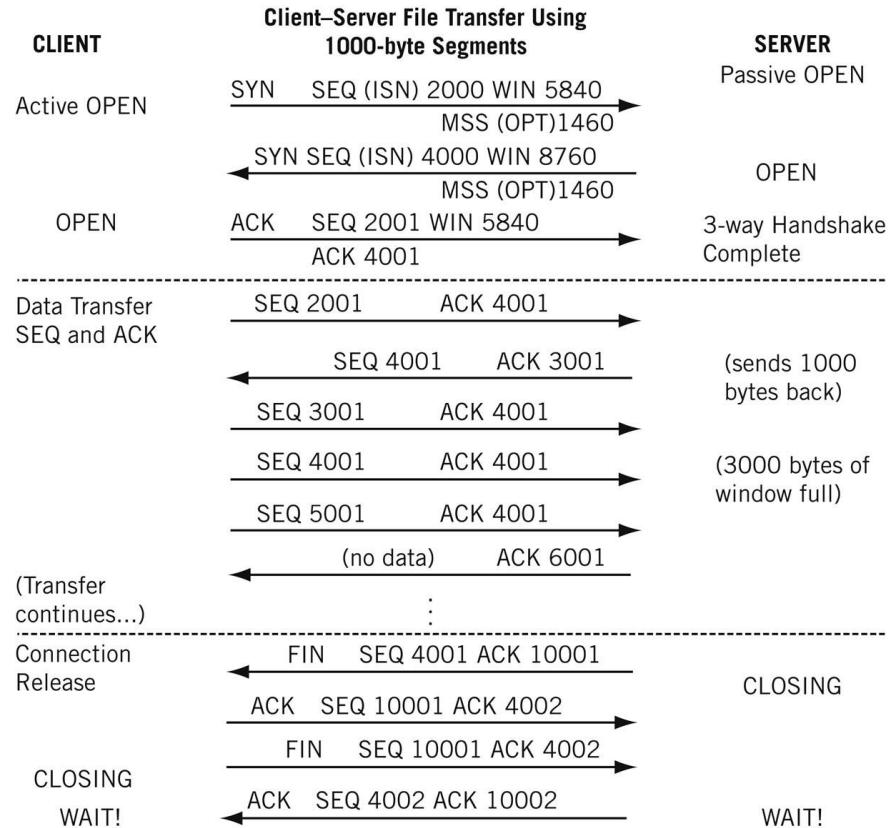 Client–Server File Transfer Using
1000-byte Segments
CLIENT
SERVER
Passive OPEN
Active OPEN
SYN SEQ (ISN) 2000 WIN 5840
MSS (OPT)1460
SYN SEQ (ISN) 4000 WIN 8760
MSS (OPT)1460
OPEN
OPEN
ACK SEQ 2001 WIN 5840
ACK 4001
3-way Handshake
Complete
Data Transfer
SEQ and ACK
SEQ 2001 ACK 4001
SEQ 4001 ACK 3001
(sends 1000
bytes back)
SEQ 3001 ACK 4001
SEQ 4001 ACK 4001
(3000 bytes of
window full)
SEQ 5001 ACK 4001
(no data) ACK 6001
(Transfer
continues...)
Connection
Release
FIN SEQ 4001 ACK 10001
CLOSING
ACK SEQ 10001 ACK 4002
FIN SEQ 10001 ACK 4002
CLOSING
WAIT!
ACK SEQ 4002 ACK 10002
WAIT!